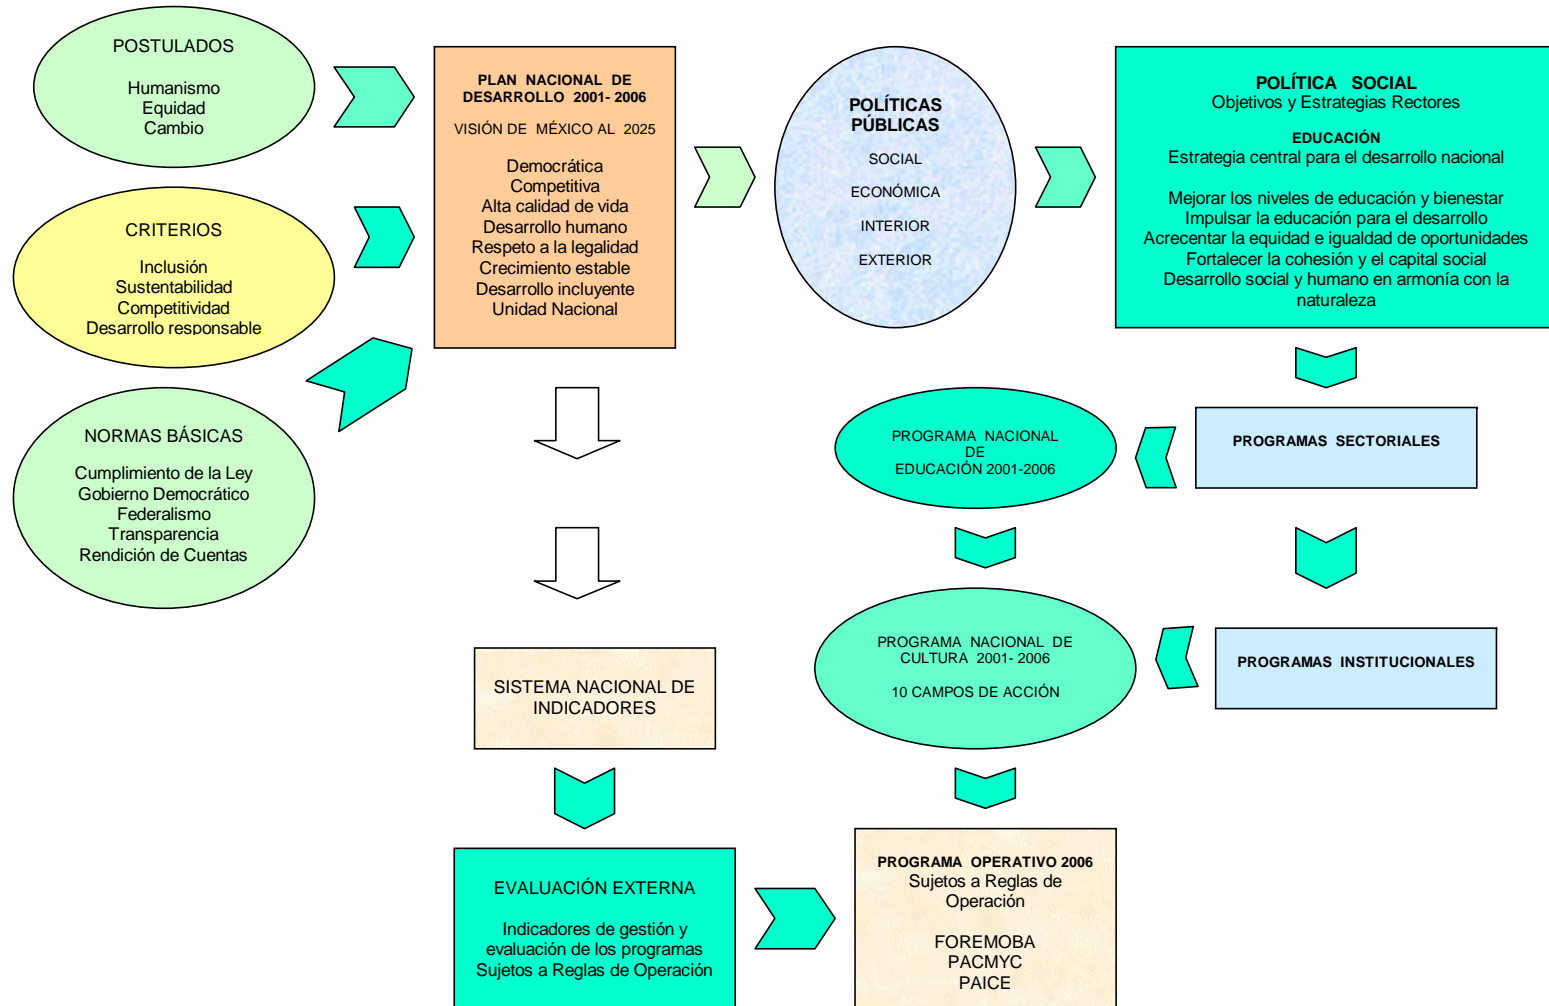 POSTULADOS
Humanismo
Equidad
Cambio
CRITERIOS
Inclusión
Sustentabilidad
Competitividad
Desarrollo responsable
NORMAS BÁSICAS
Cumplimiento de la Ley
Gobierno Democrático
Federalismo
Transparencia
Rendición de Cuentas
PLAN NACIONAL DE
DESARROLLO 2001- 2006
VISIÓN DE MÉXICO AL 2025
Democrática
Competitiva
Alta calidad de vida
Desarrollo humano
Respeto a la legalidad
Crecimiento estable
Desarrollo incluyente
Unidad Nacional
POLÍTICAS
PÚBLICAS
SOCIAL
ECONÓMICA
INTERIOR
EXTERIOR
POLÍTICA SOCIAL
Objetivos y Estrategias Rectores
EDUCACIÓN
Estrategia central para el desarrollo nacional
Mejorar los niveles de educación y bienestar
Impulsar la educación para el desarrollo
Acrecentar la equidad e igualdad de oportunidades
Fortalecer la cohesión y el capital social
Desarrollo social y humano en armonía con la
naturaleza
PROGRAMAS SECTORIALES
PROGRAMA NACIONAL
DE
EDUCACIÓN 2001-2006
PROGRAMAS INSTITUCIONALES
PROGRAMA NACIONAL DE
CULTURA 2001- 2006
10 CAMPOS DE ACCIÓN
SISTEMA NACIONAL DE
INDICADORES
EVALUACIÓN EXTERNA
Indicadores de gestión y
evaluación de los programas
Sujetos a Reglas de Operación
PROGRAMA OPERATIVO 2006
Sujetos a Reglas de
Operación
FOREMOBA
PACMYC
PAICE